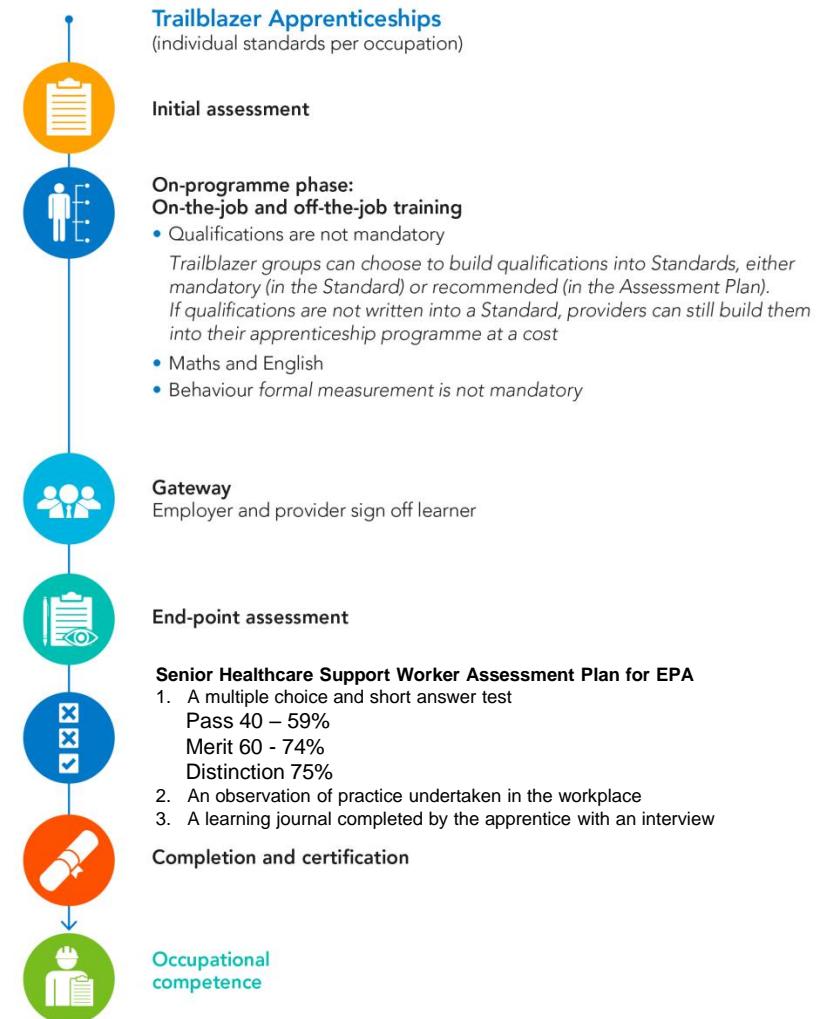 Trailblazer Apprenticeships
(individual standards per occupation)
Initial assessment
On-programme phase:
On-the-job and off-the-job training
• Qualifications are not mandatory
Trailblazer groups can choose to build qualifications into Standards, either
mandatory (in the Standard) or recommended (in the Assessment Plan).
If qualifications are not written into a Standard, providers can still build them
into their apprenticeship programme at a cost
• Maths and English
• Behaviour formal measurement is not mandatory
Gateway
Employer and provider sign off learner
End-point assessment
Senior Healthcare Support Worker Assessment Plan for EPA
1. A multiple choice and short answer test
Pass 40 – 59%
Merit 60 - 74%
Distinction 75%
2. An observation of practice undertaken in the workplace
3. A learning journal completed by the apprentice with an interview
Completion and certification
Occupational
competence